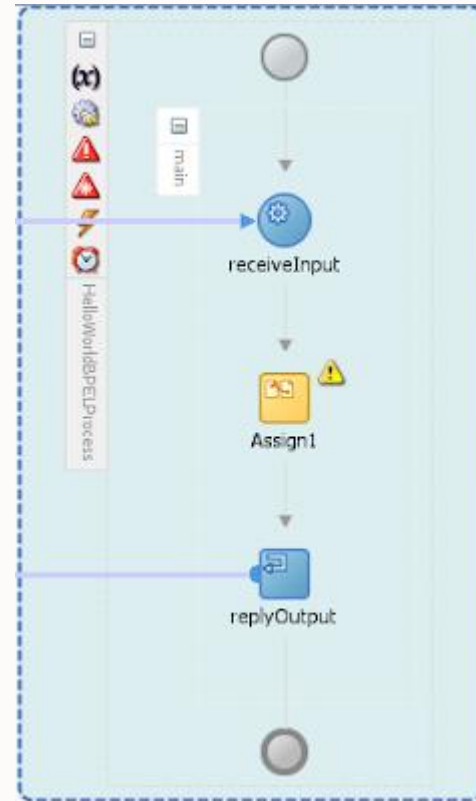 (x)
main
receiveInput
HelloWorldBPELProcess
Assign1
replyOutput